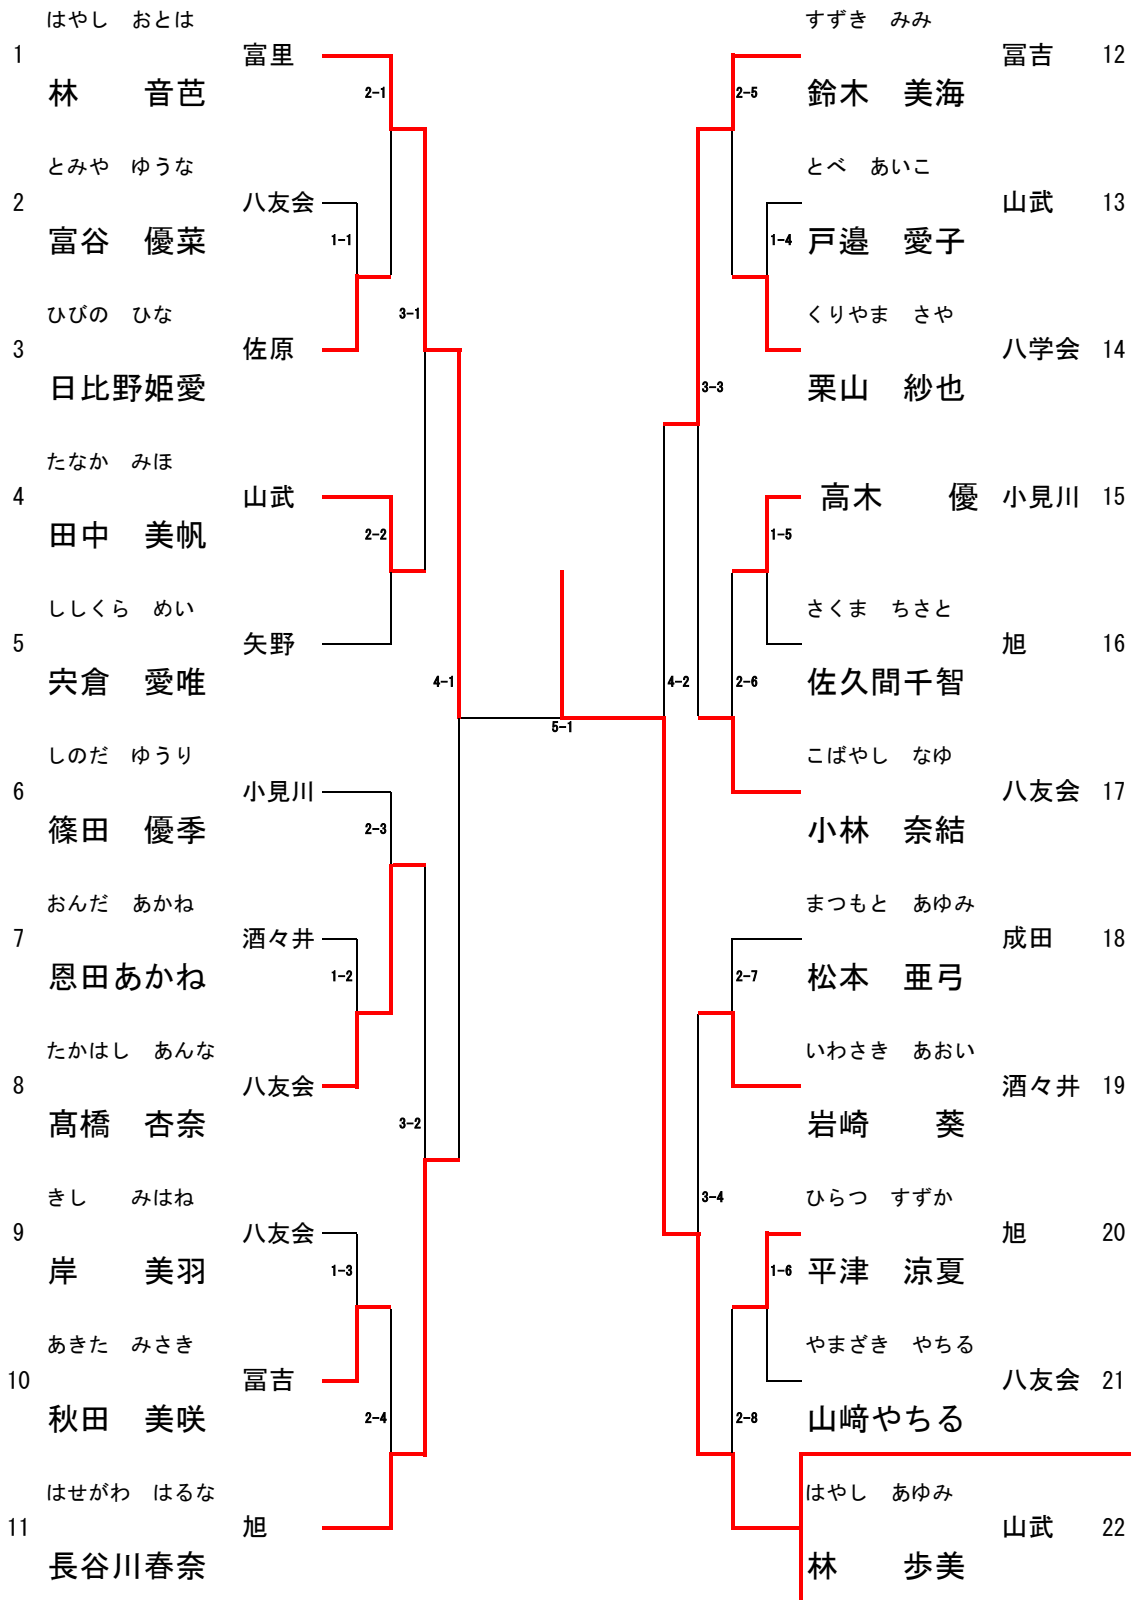 はやし　おとは
1 富里
林　音芭
2-1
とみや　ゆうな
2 八友会
富谷　優菜
1-1
ひびの　ひな
3-1
3 佐原
日比野姫愛
たなか　みほ
4 山武
田中　美帆
2-2
ししくら　めい
5 矢野
宍倉　愛唯
4-1
しのだ　ゆうり
6 小見川
篠田　優季
2-3
おんだ　あかね
7 酒々井
恩田あかね
1-2
たかはし　あんな
8 八友会
髙橋　杏奈
3-2
きし　みはね
9 八友会
岸　美羽
1-3
あきた　みさき
10 冨吉
秋田　美咲
2-4
はせがわ　はるな
11 旭
長谷川春奈
5-1
すずき　みみ
冨吉 12
2-5
鈴木　美海
とべ　あいこ
山武 13
1-4
戸邉　愛子
くりやま　さや
八学会 14
3-3
栗山　紗也
高木　優 小見川 15
1-5
さくま　ちさと
旭 16
4-2
2-6
佐久間千智
こばやし　なゆ
八友会 17
小林　奈結
まつもと　あゆみ
成田 18
2-7
松本　亜弓
いわさき　あおい
酒々井 19
岩崎　葵
3-4
ひらつ　すずか
旭 20
1-6
平津　涼夏
やまざき　やちる
八友会 21
2-8
山﨑やちる
はやし　あゆみ
山武 22
林　歩美